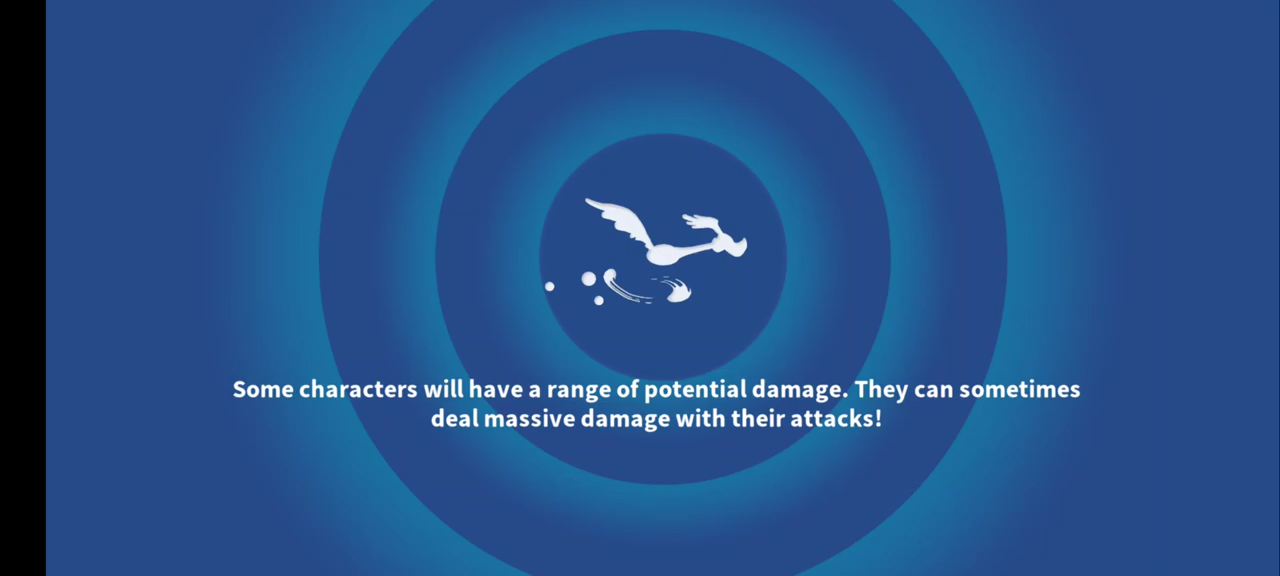 Some characters will have a range of potential damage. They can sometimes
deal massive damage with their attacks!